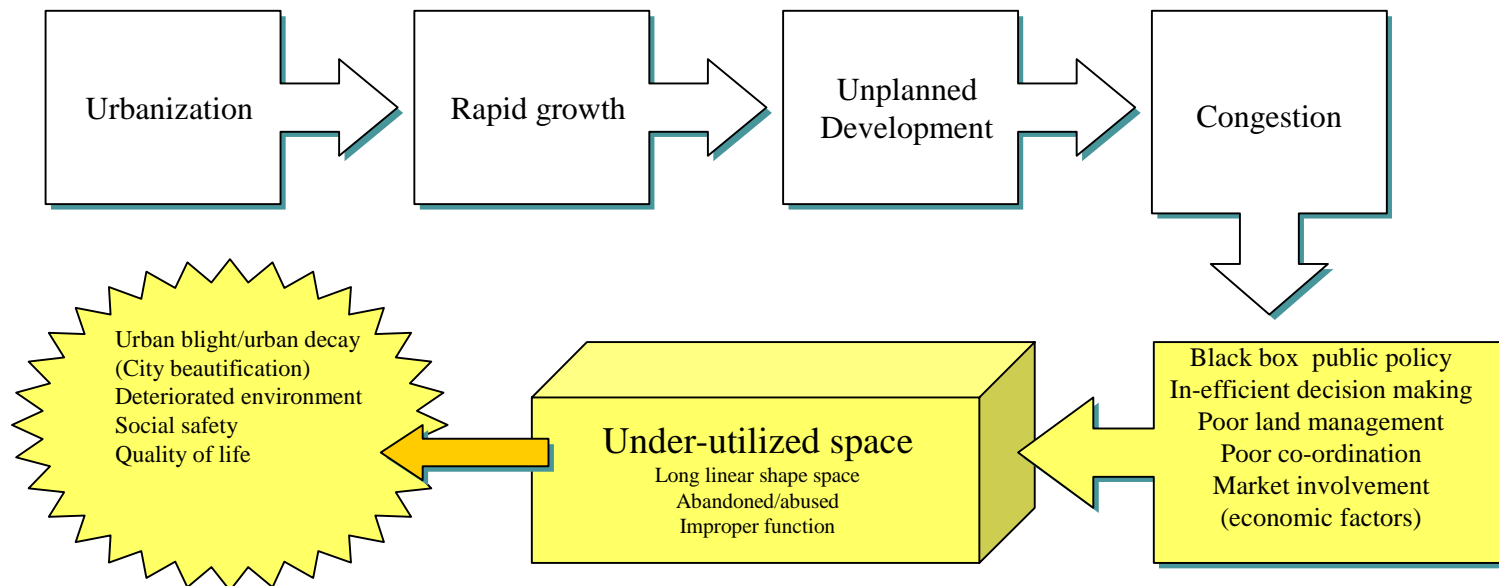 Urbanization
Rapid growth
Unplanned
Development
Congestion
Black box public policy
In-efficient decision making
Poor land management
Poor co-ordination
Market involvement
(economic factors)
Under-utilized space
Long linear shape space
Abandoned/abused
Improper function
Urban blight/urban decay
(City beautification)
Deteriorated environment
Social safety
Quality of life